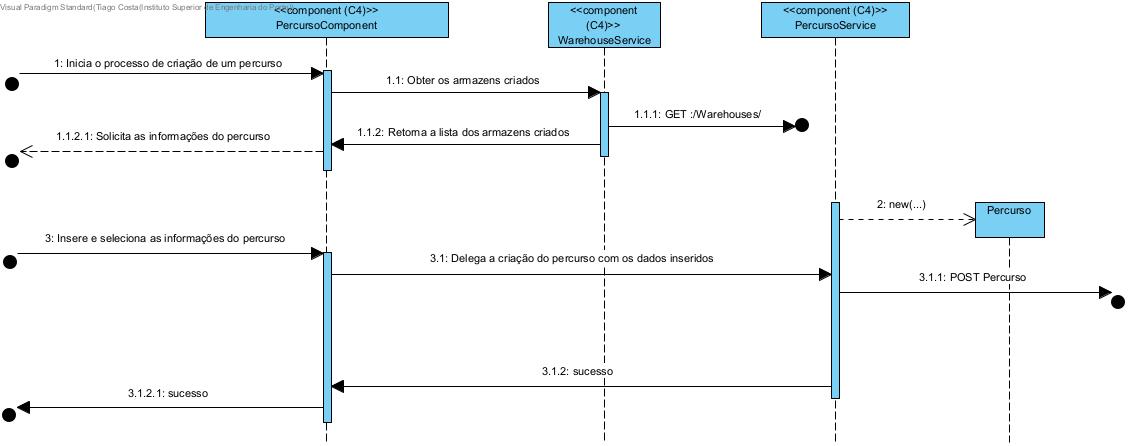 Visual Paradigm Standard(Tiago Costa(Instituto Superior de Engenharia do Porto))
<<component (C4)>>
PercursoComponent
<<component
(C4)>>
WarehouseService
<<component (C4)>>
PercursoService
1: Inicia o processo de criação de um percurso
1.1: Obter os armazens criados
1.1.1: GET :/Warehouses/
1.1.2: Retorna a lista dos armazens criados
1.1.2.1: Solicita as informações do percurso
2: new(...)
Percurso
3: Insere e seleciona as informações do percurso
3.1: Delega a criação do percurso com os dados inseridos
3.1.1: POST Percurso
3.1.2: sucesso
3.1.2.1: sucesso